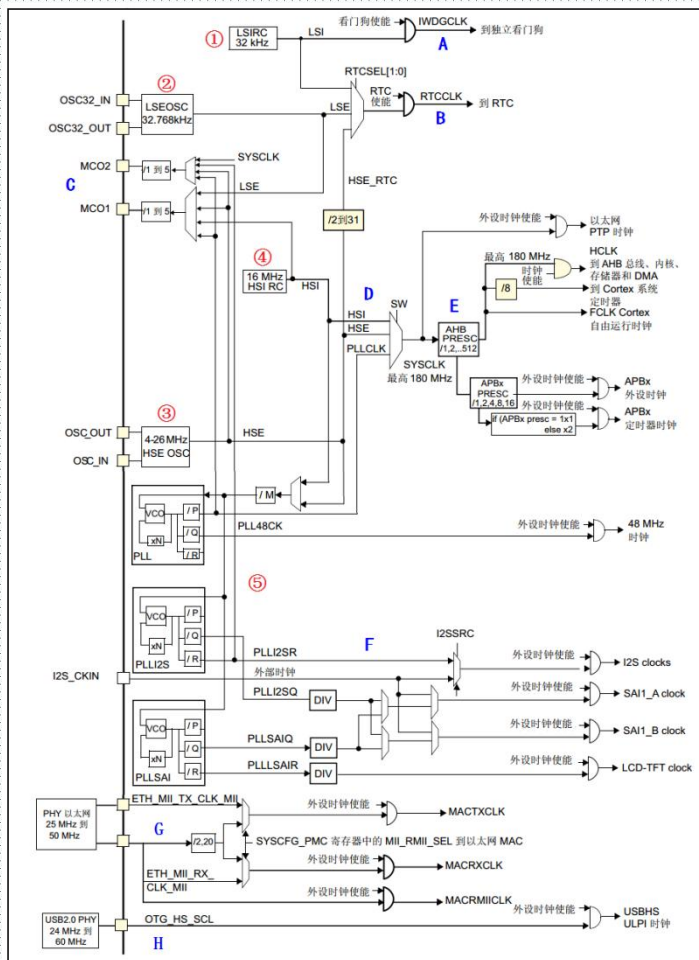 ①
LSIRC
32 kHz
LSI
看门狗使能
IWDGCLK
到独立看门狗
A
RTCSEL[1:0]
②
OSC32_IN
LSEOSC
32.768kHz
OSC32_OUT
LSE
RTC
使能
RTCCLK
到 RTC
B
MCO2
/1 到 5
SYSCLK
C
LSE
HSE_RTC
MCO1
/1 到 5
/2到31
外设时钟使能
以太网
PTP 时钟
④
16 MHz
HSI RC
HSI
D
SW
HSI
HSE
PLLCLK
SYSCLK
最高 180 MHz
E
AHB
PRESC
/1,2,..512
最高 180 MHz
时钟
使能
HCLK
到 AHB 总线、内核、
存储器和 DMA
/8
到 Cortex 系统
定时器
FCLK Cortex
自由运行时钟
APBx
PRESC
/1,2,4,8,16
外设时钟使能
APBx
外设时钟
if (APBx presc = 1x1
else x2
外设时钟使能
APBx
定时器时钟
③
OSC_OUT
4-26 MHz
HSE OSC
OSC_IN
HSE
/ M
VCO
xN
/ P
/ Q
/ R
PLL
PLL48CK
外设时钟使能
48 MHz
时钟
⑤
VCO
xN
/ P
/ Q
/ R
PLLI2S
PLLI2SR
F
I2SSRC
外设时钟使能
I2S clocks
I2S_CKIN
外部时钟
PLLI2SQ
DIV
外设时钟使能
SAI1_A clock
VCO
xN
/ P
/ Q
/ R
PLLSAI
PLLSAIQ
DIV
外设时钟使能
SAI1_B clock
PLLLSAIR
DIV
外设时钟使能
LCD-TFT clock
PHY 以太网
25 MHz 到
50 MHz
ETH_MII_TX_CLK_MII
外设时钟使能
MACTXCLK
G
/2,20
SYSCFG_PMC 寄存器中的 MII_RMII_SEL 到以太网 MAC
ETH_MII_RX_
CLK_MII
外设时钟使能
MACRXCLK
外设时钟使能
MACRMIICLK
USB2.0 PHY
24 MHz 到
60 MHz
OTG_HS_SCL
外设时钟使能
USBHS
ULPI 时钟
H